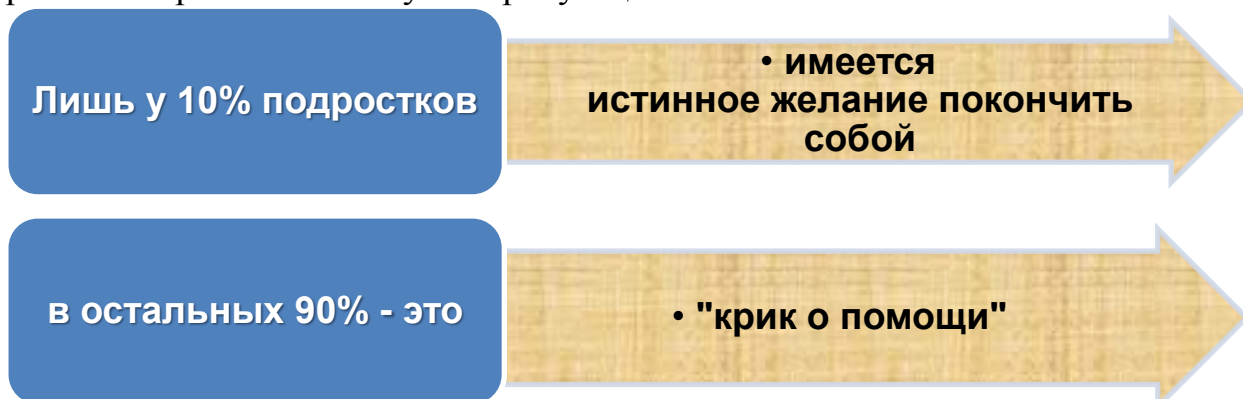 Лишь у 10% подростков
• имеется
истинное желание покончить
собой
в остальных 90% - это
• "крик о помощи"